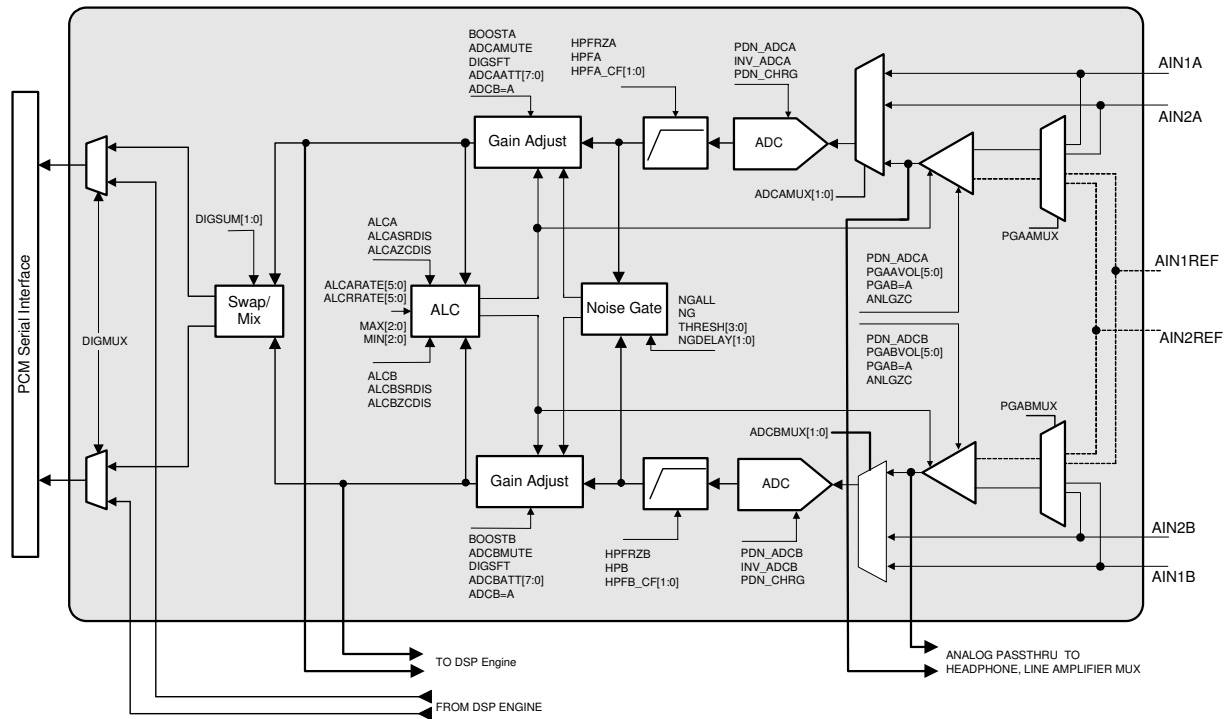 BOOSTA
ADCAMUTE
DIGSFT
ADCAATT[7:0]
ADCB=A
HPFRZA
HPFA
HPFA_CF[1:0]
PDN_ADCA
INV_ADCA
PDN_CHRG
AIN1A
AIN2A
Gain Adjust
ADC
ADCAMUX[1:0]
PGAAMUX
DIGSUM[1:0]
ALCA
ALCASRDIS
ALCAZCDIS
PDN_ADCA
PGAAVOL[5:0]
PGAB=A
ANLGZC
AIN1REF
PCM Serial Interface
DIGMUX
Swap/
Mix
ALCARATE[5:0]
ALCRRATE[5:0]
MAX[2:0]
MIN[2:0]
ALC
Noise Gate
NGALL
NG
THRESH[3:0]
NGDELAY[1:0]
AIN2REF
ALCB
ALCBSRDIS
ALCBZCDIS
PDN_ADCB
PGABVOL[5:0]
PGAB=A
ANLGZC
PGABMUX
ADCBMUX[1:0]
Gain Adjust
ADC
AIN2B
AIN1B
BOOSTB
ADCBMUTE
DIGSFT
ADCBATT[7:0]
ADCB=A
HPFRZB
HPB
HPFB_CF[1:0]
PDN_ADCB
INV_ADCB
PDN_CHRG
TO DSP Engine
ANALOG PASSTHRU TO
HEADPHONE, LINE AMPLIFIER MUX
FROM DSP ENGINE